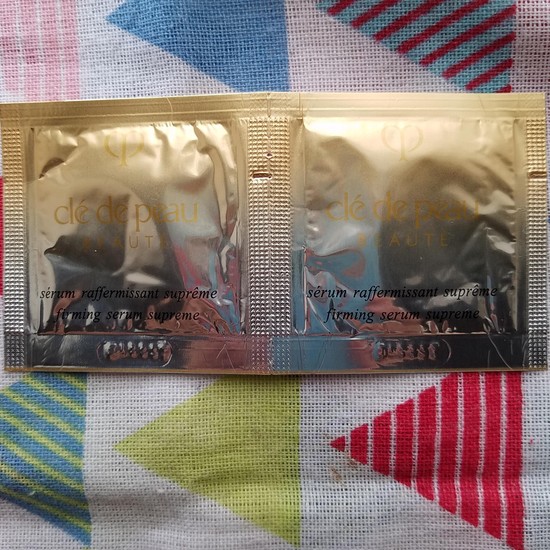 clé de peau
BEAUTÉ
sérum raffermissant suprême
firming serum supreme
clé de peau
BEAUTÉ
sérum raffermissant suprême
firming serum supreme